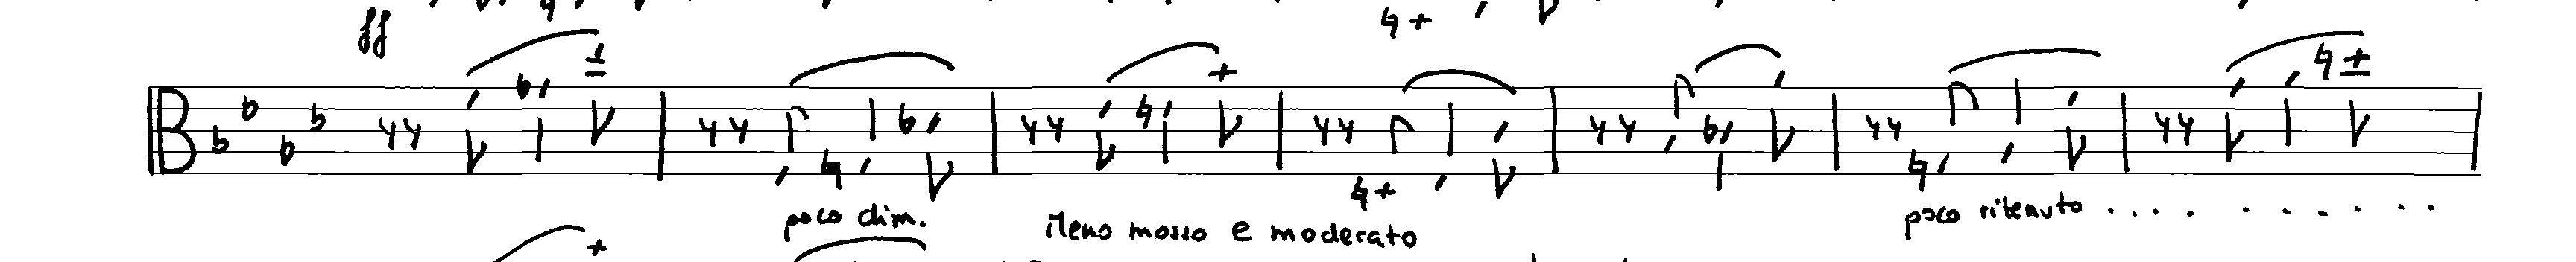 ff
poco dim. Meno mosso e moderato poco ritenuto . . . . . . . . . .